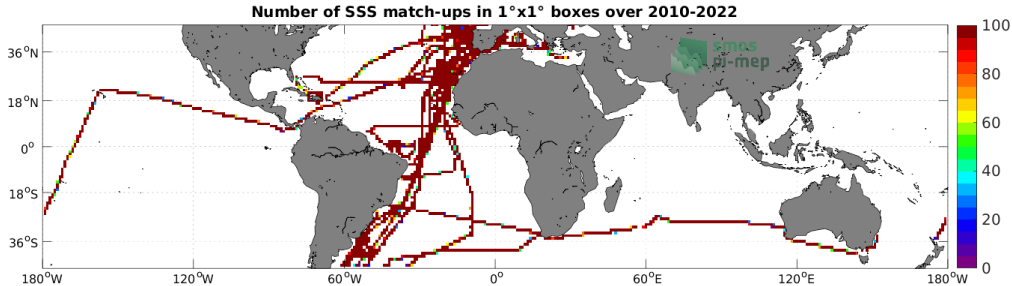 Number of SSS match-ups in 1°x1° boxes over 2010-2022
36°N
18°N
0°
18°S
36°S
180°W
120°W
60°W
0°
60°E
120°E
180°W
100
80
60
40
20
0
smos
pi-mep